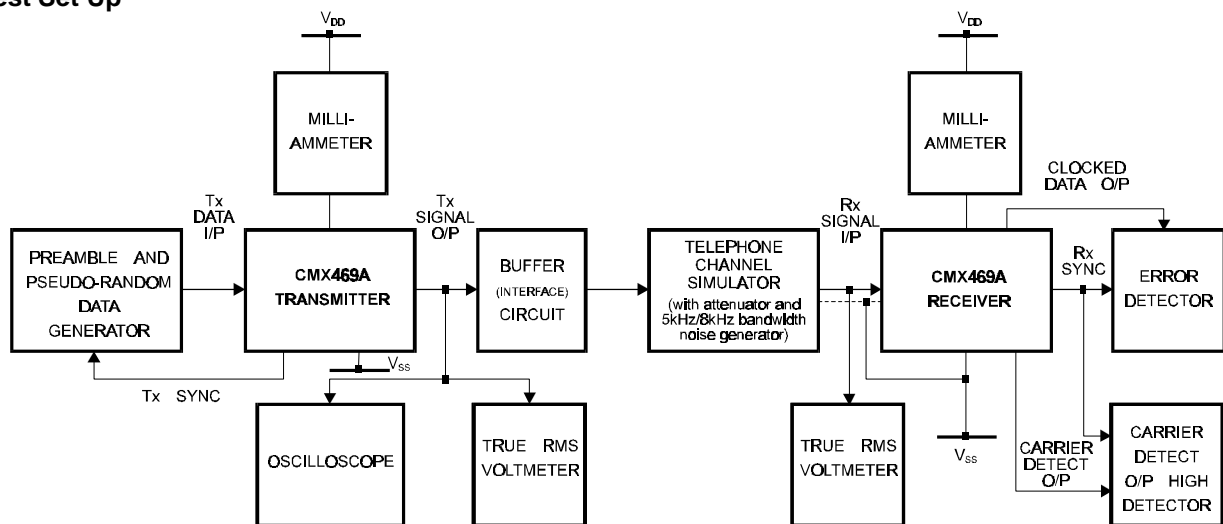 est Set Up
VDD
MILLI-
AMMETER
Tx
DATA
I/P
Tx
SIGNAL
O/P
PREAMBLE AND
PSEUDO-RANDOM
DATA
GENERATOR
CMX469A
TRANSMITTER
BUFFER
(INTERFACE)
CIRCUIT
VSS
Tx SYNC
OSCILLOSCOPE
TRUE RMS
VOLTMETER
TELEPHONE
CHANNEL
SIMULATOR
(with attenuator and
5kHz/8kHz bandwidth
noise generator)
Rx
SIGNAL
I/P
VDD
MILLI-
AMMETER
CLOCKED
DATA O/P
CMX469A
RECEIVER
Rx
SYNC
ERROR
DETECTOR
TRUE RMS
VOLTMETER
VSS
CARRIER
DETECT
O/P
CARRIER
DETECT
O/P HIGH
DETECTOR